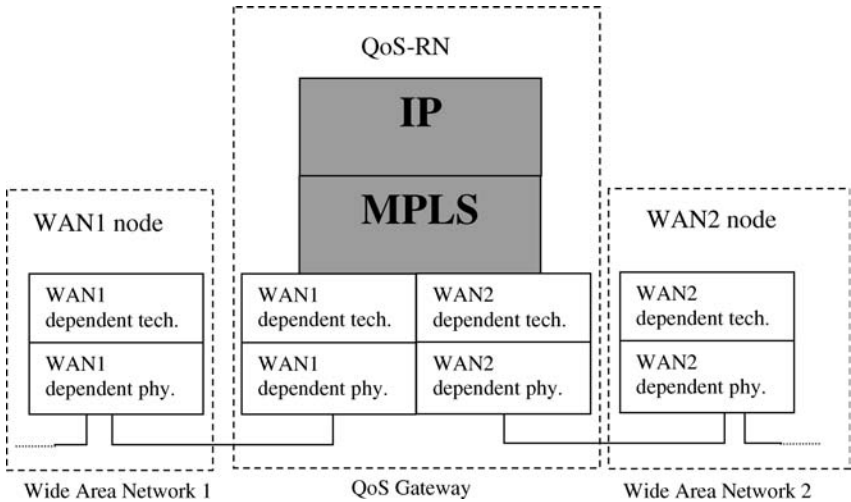 QoS-RN
IP
MPLS
WAN1 node
WAN2 node
WAN1
dependent tech.
WAN1
dependent phy.
WAN1
dependent tech.
WAN2
dependent tech.
WAN1
dependent phy.
WAN2
dependent phy.
WAN2
dependent tech.
WAN2
dependent phy.
Wide Area Network 1
QoS Gateway
Wide Area Network 2